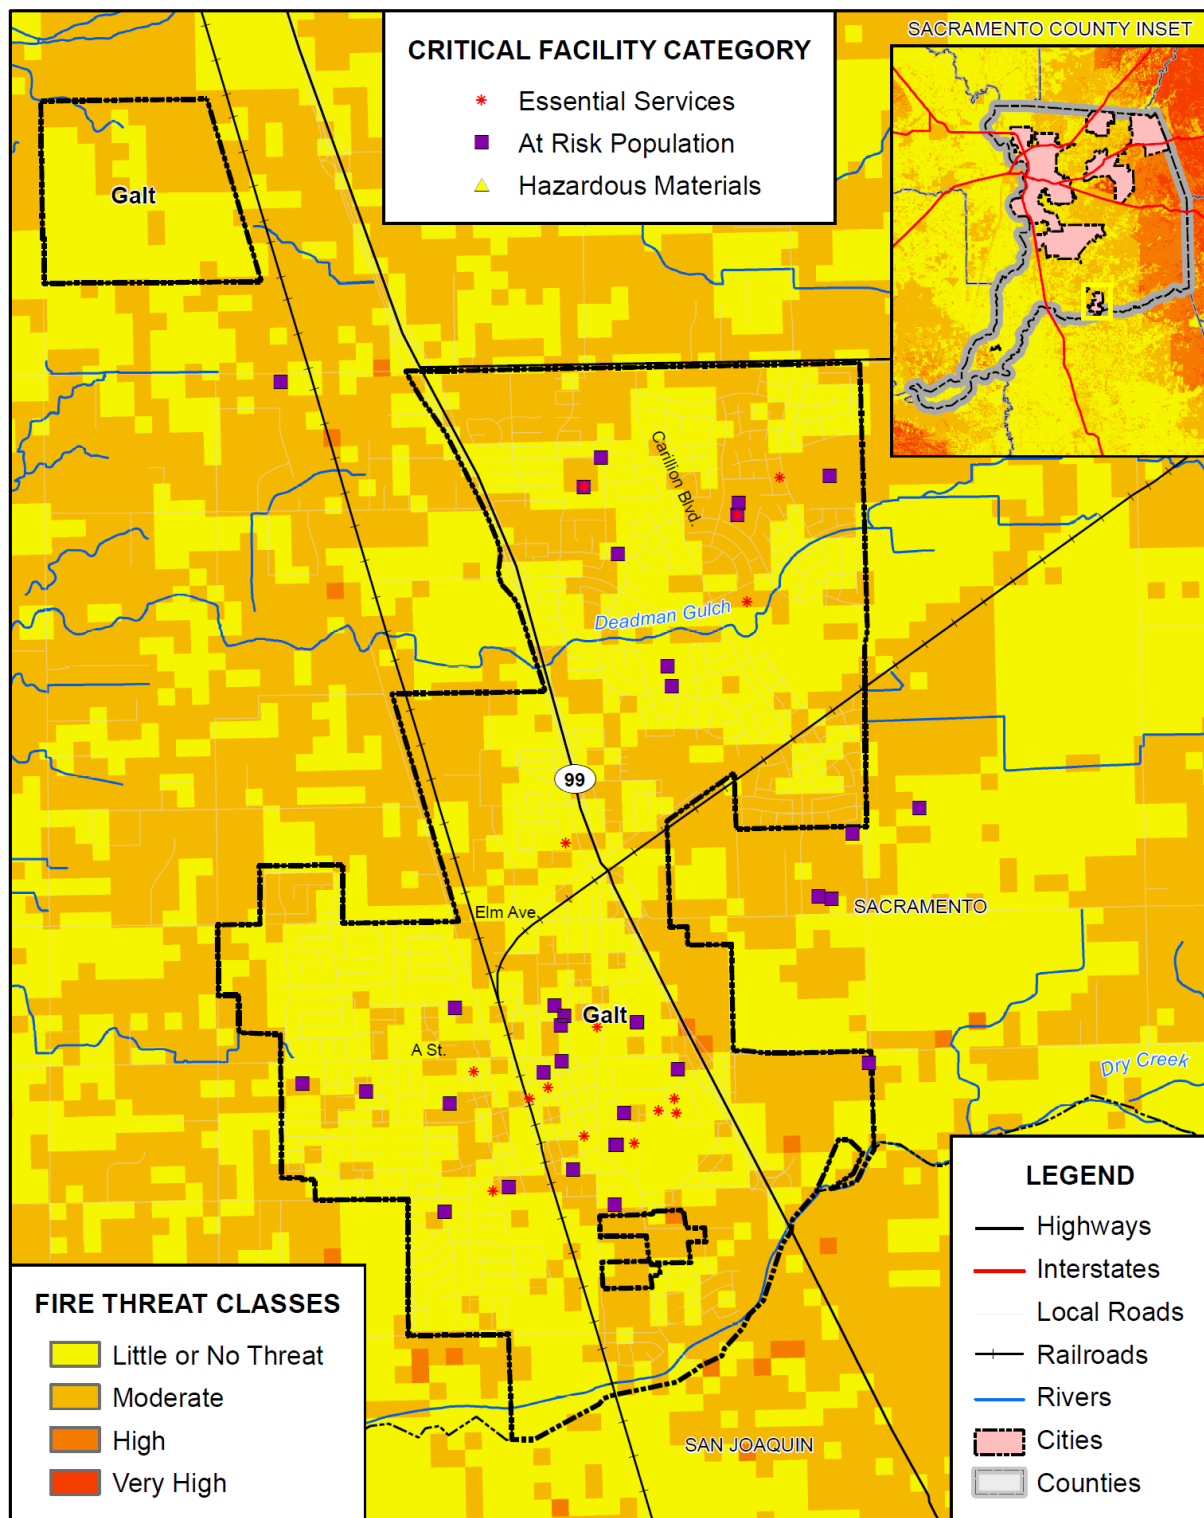 SACRAMENTO COUNTY INSET
CRITICAL FACILITY CATEGORY
Essential Services
At Risk Population
Hazardous Materials
Galt
Carillion Blvd.
Deadman Gulch
99
Elm Ave.
SACRAMENTO
Galt
A St.
Dry Creek
SAN JOAQUIN
FIRE THREAT CLASSES
Little or No Threat
Moderate
High
Very High
LEGEND
Highways
Interstates
Local Roads
Railroads
Rivers
Cities
Counties